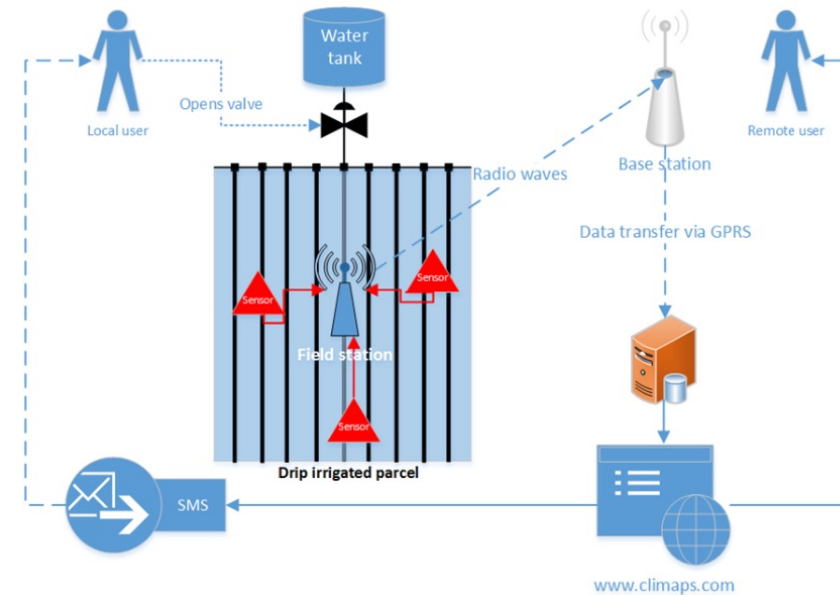 Water
tank
Opens valve
Local user
Remote user
Radio waves
Base station
Data transfer via GPRS
Sensor
Sensor
Field station
Sensor
Drip irrigated parcel
SMS
www.climaps.com